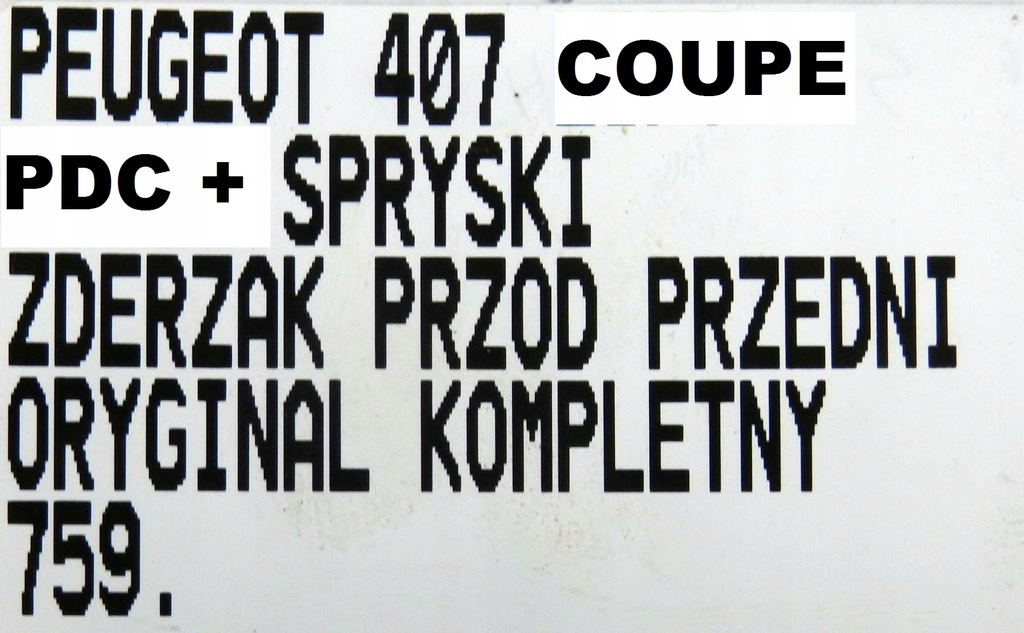 PEUGEOT 407 COUPE
PDC + SPRYSKI
ZDERZAK PRZOD PRZEDNI
ORYGINAL KOMPLETNY
759.